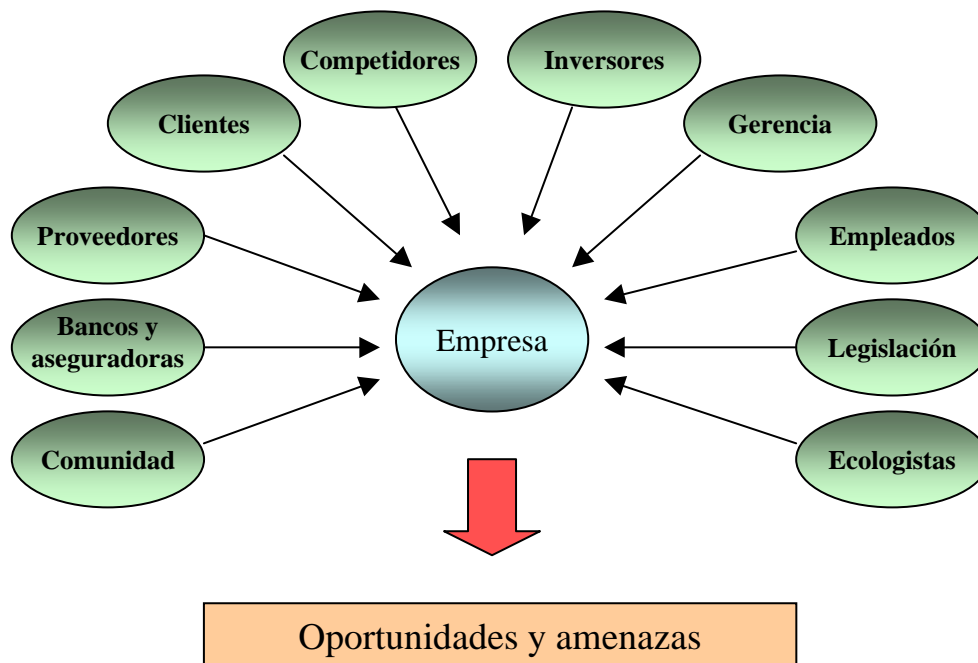 Competidores
Inversores
Clientes
Gerencia
Proveedores
Empleados
Bancos y
aseguradoras
Empresa
Legislación
Comunidad
Ecologistas
Oportunidades y amenazas